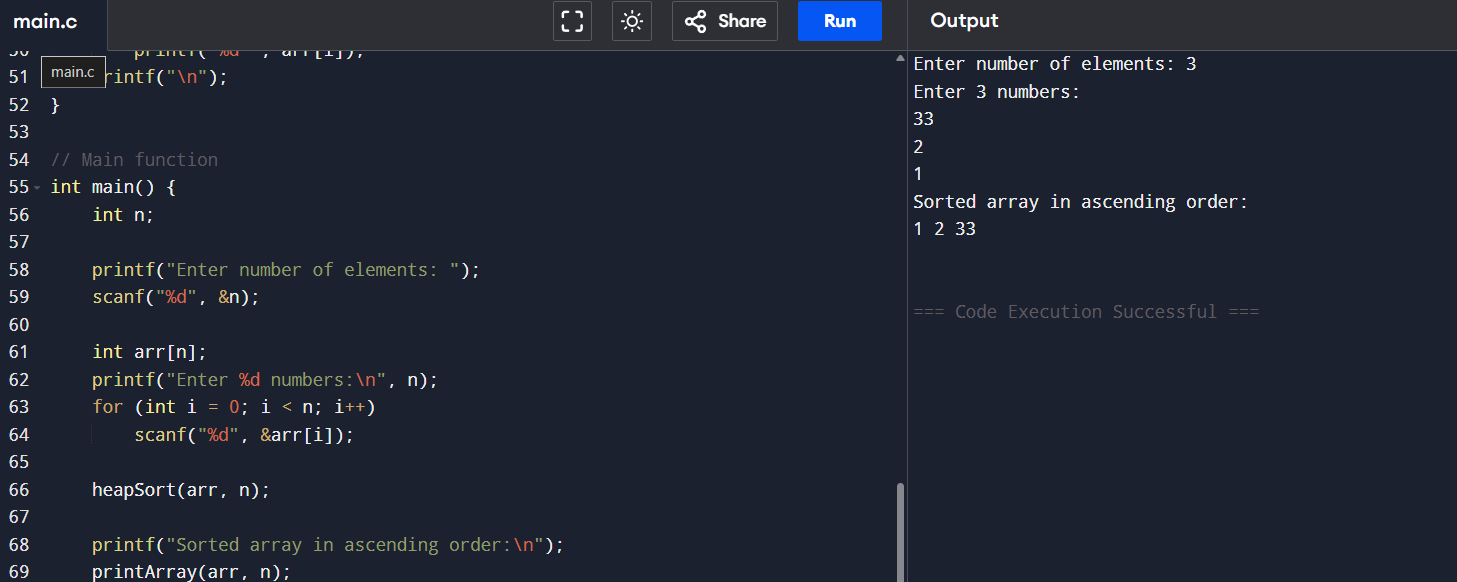 main.c
Share
Run
Output
50 printf("%d ", arr[i]);
51 rintf("\n");
main.c
52 }
53
54 // Main function
55 int main() {
56 int n;
57
58 printf("Enter number of elements: ");
59 scanf("%d", &n);
60
61 int arr[n];
62 printf("Enter %d numbers:\n", n);
63 for (int i = 0; i < n; i++)
64 scanf("%d", &arr[i]);
65
66 heapSort(arr, n);
67
68 printf("Sorted array in ascending order:\n");
69 printArray(arr, n);
Enter number of elements: 3
Enter 3 numbers:
33
2
1
Sorted array in ascending order:
1 2 33
=== Code Execution Successful ===